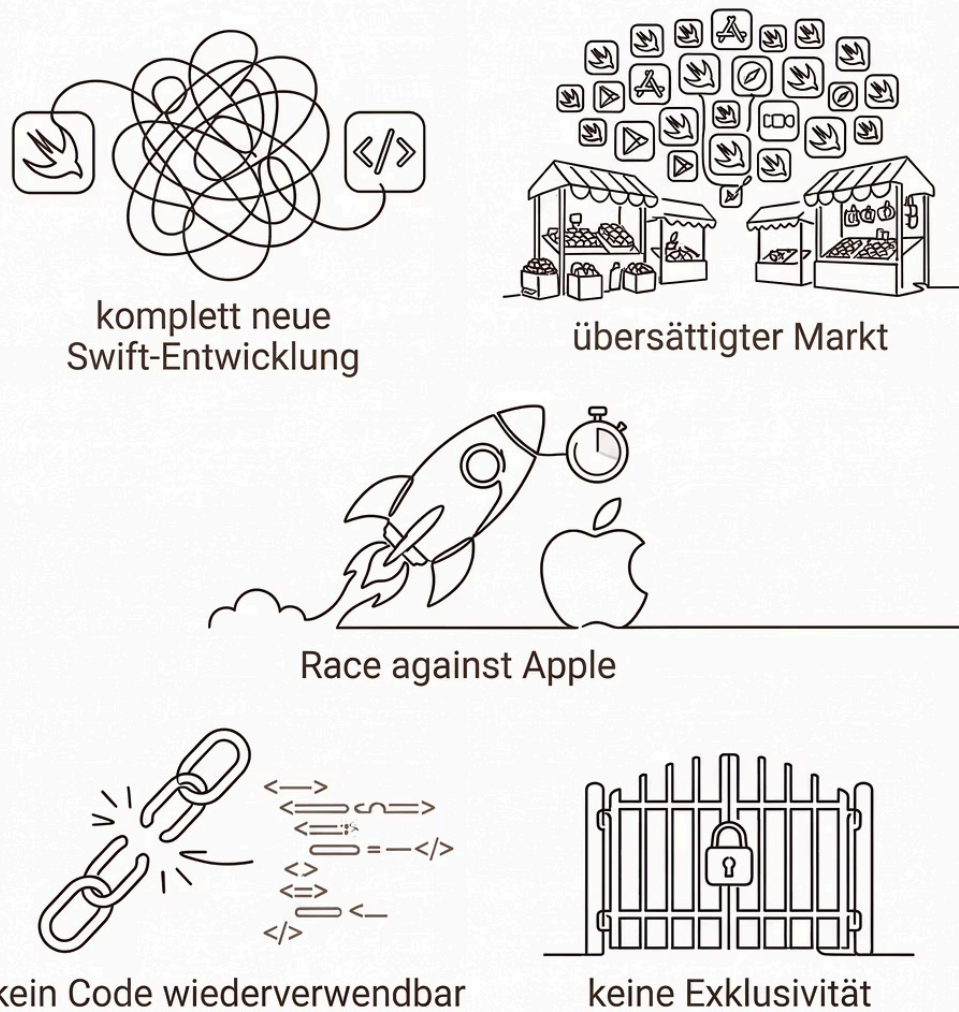 komplett neue
Swift-Entwicklung
übersättigter Markt
Race against Apple
kein Code wiederverwendbar
keine Exklusivität